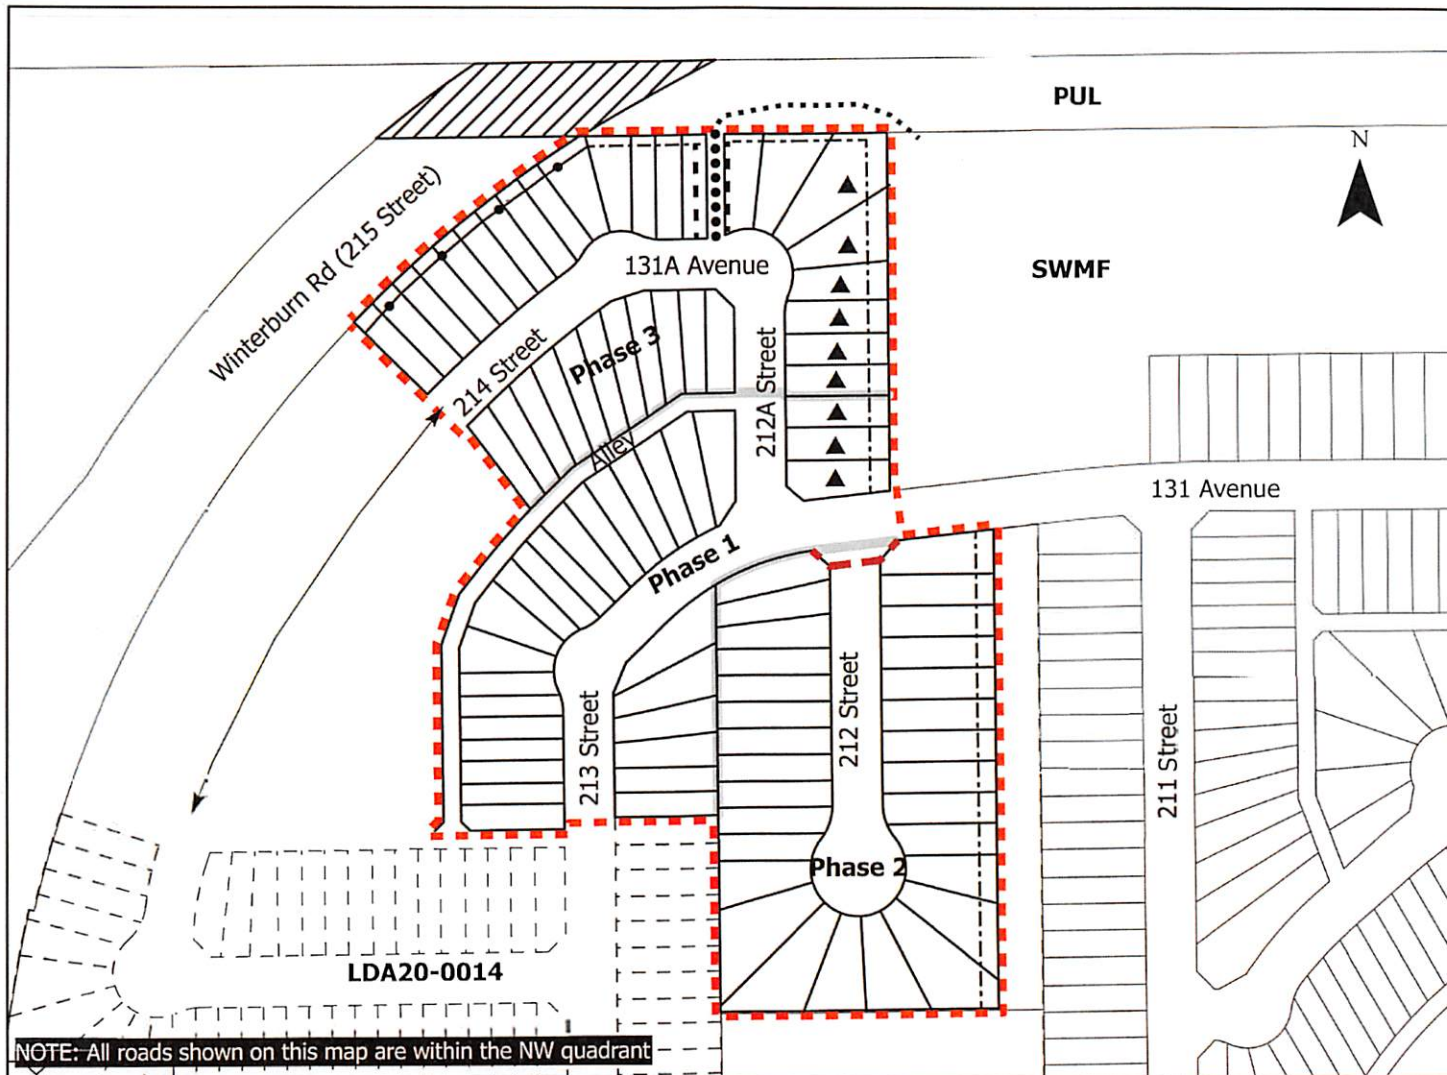 PUL
N
Winterburn Rd (215 Street)
131A Avenue
SWMF
214 Street
Phase 3
212A Street
Alley
131 Avenue
Phase 1
213 Street
212 Street
211 Street
Phase 2
LDA20-0014
NOTE: All roads shown on this map are within the NW quadrant